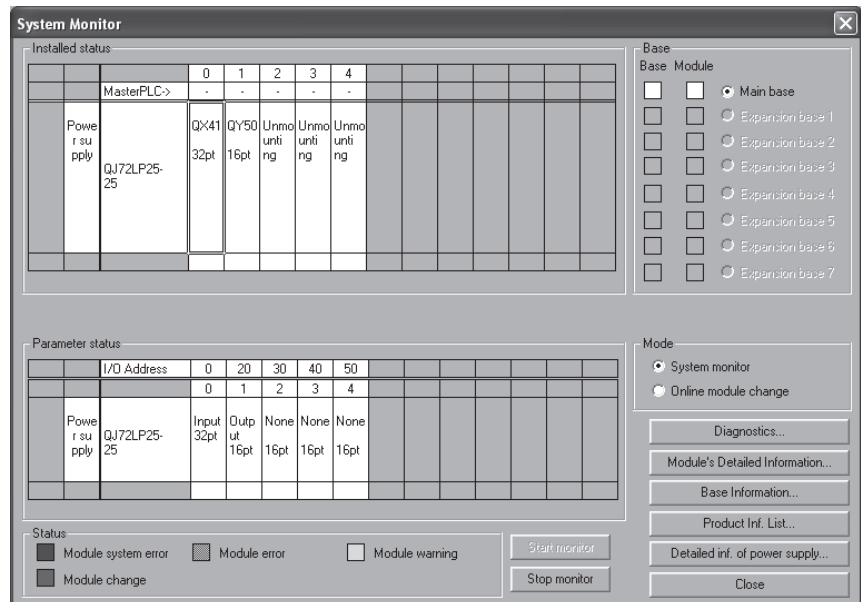 System Monitor
Installed status
0 1 2 3 4
MasterPLC-> - - - - -
Powe
r su
pply
QJ72LP25-
25
QX41
32pt
QY50
16pt
Unmo
unti
ng
Unmo
unti
ng
Unmo
unti
ng
Base
Base Module
Main base
Expansion base 1
Expansion base 2
Expansion base 3
Expansion base 4
Expansion base 5
Expansion base 6
Expansion base 7
Parameter status
I/O Address 0 20 30 40 50
0 1 2 3 4
Powe
r su
pply
QJ72LP25-
25
Input
32pt
Outp
ut
16pt
None
16pt
None
16pt
None
16pt
Mode
System monitor
Online module change
Diagnostics...
Module's Detailed Information...
Base Information...
Product Inf. List...
Detailed inf. of power supply...
Close
Status
Module system error
Module error
Module warning
Module change
Start monitor
Stop monitor